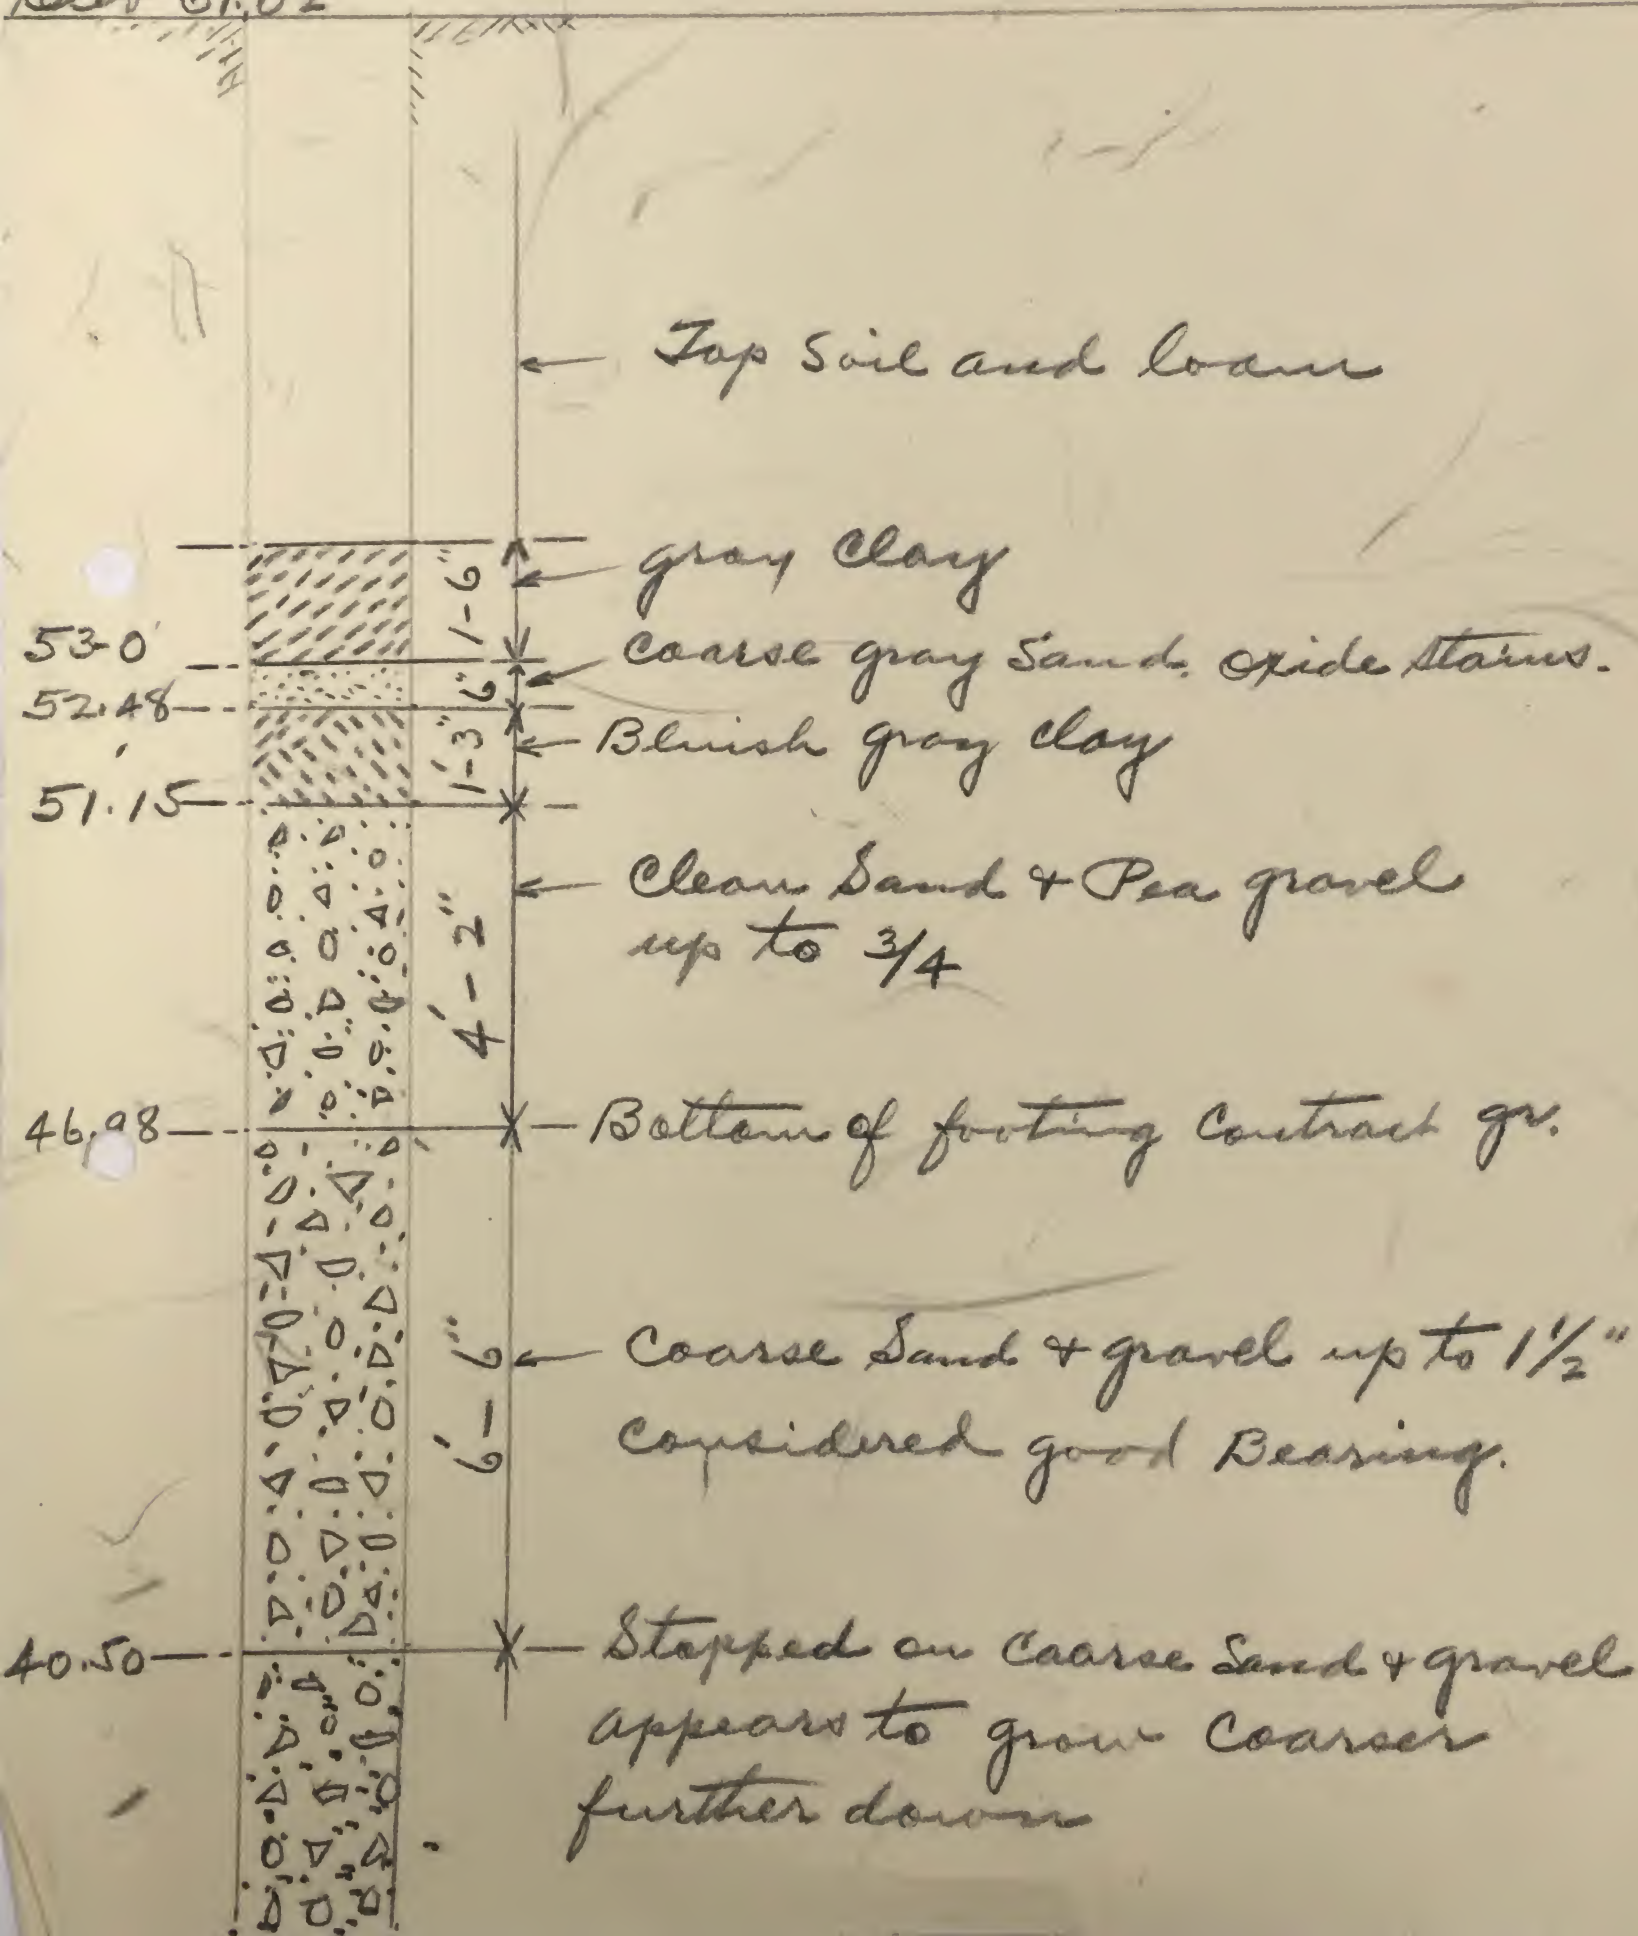 Top Soil and loam
1'-6" gray Clay
53-0 Coarse gray Sand. oxide stains.
6"
52.48
1'-3" Bluish gray clay
51.15
Clean Sand & Pea gravel
4'-2" up to 3/4
46.98 Bottom of footing Contract gr.
6'-6" Coarse Sand & gravel up to 1 1/2"
Considered good Bearing.
40.50 Stopped on Coarse Sand & gravel
appears to grow Coarser
further down